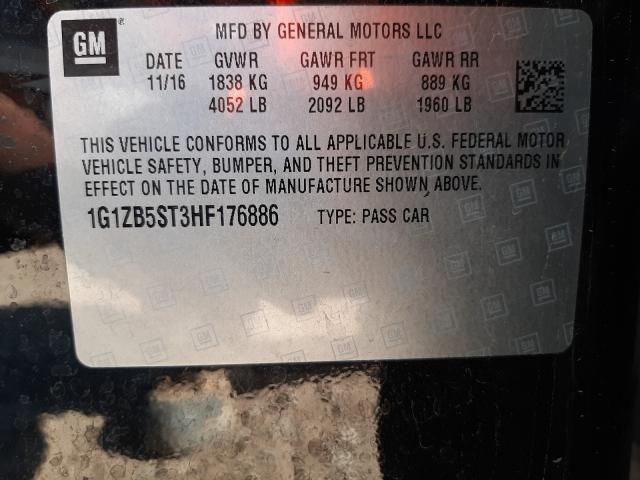 GM
MFD BY GENERAL MOTORS LLC
DATE GVWR GAWR FRT GAWR RR
11/16 1838 KG 949 KG 889 KG
4052 LB 2092 LB 1960 LB
THIS VEHICLE CONFORMS TO ALL APPLICABLE U.S. FEDERAL MOTOR
VEHICLE SAFETY, BUMPER, AND THEFT PREVENTION STANDARDS IN
EFFECT ON THE DATE OF MANUFACTURE SHOWN ABOVE.
1G1ZB5ST3HF176886 TYPE: PASS CAR